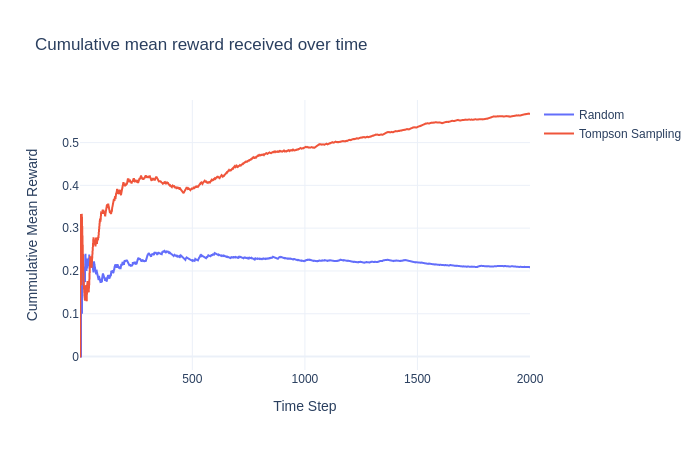 Cumulative mean reward received over time
Random
Tompson Sampling
0.5
0.4
0.3
0.2
0.1
0
Cummulative Mean Reward
500
1000
1500
2000
Time Step